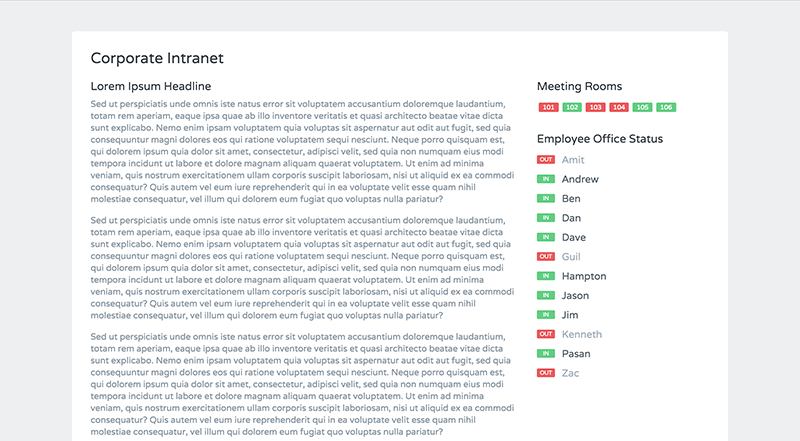 Corporate Intranet
Lorem Ipsum Headline
Sed ut perspiciatis unde omnis iste natus error sit voluptatem accusantium doloremque laudantium,
totam rem aperiam, eaque ipsa quae ab illo inventore veritatis et quasi architecto beatae vitae dicta
sunt explicabo. Nemo enim ipsam voluptatem quia voluptas sit aspernatur aut odit aut fugit, sed quia
consequuntur magni dolores eos qui ratione voluptatem sequi nesciunt. Neque porro quisquam est,
qui dolorem ipsum quia dolor sit amet, consectetur, adipisci velit, sed quia non numquam eius modi
tempora incidunt ut labore et dolore magnam aliquam quaerat voluptatem. Ut enim ad minima
veniam, quis nostrum exercitationem ullam corporis suscipit laboriosam, nisi ut aliquid ex ea commodi
consequatur? Quis autem vel eum iure reprehenderit qui in ea voluptate velit esse quam nihil
molestiae consequatur, vel illum qui dolorem eum fugiat quo voluptas nulla pariatur?
Sed ut perspiciatis unde omnis iste natus error sit voluptatem accusantium doloremque laudantium,
totam rem aperiam, eaque ipsa quae ab illo inventore veritatis et quasi architecto beatae vitae dicta
sunt explicabo. Nemo enim ipsam voluptatem quia voluptas sit aspernatur aut odit aut fugit, sed quia
consequuntur magni dolores eos qui ratione voluptatem sequi nesciunt. Neque porro quisquam est,
qui dolorem ipsum quia dolor sit amet, consectetur, adipisci velit, sed quia non numquam eius modi
tempora incidunt ut labore et dolore magnam aliquam quaerat voluptatem. Ut enim ad minima
veniam, quis nostrum exercitationem ullam corporis suscipit laboriosam, nisi ut aliquid ex ea commodi
consequatur? Quis autem vel eum iure reprehenderit qui in ea voluptate velit esse quam nihil
molestiae consequatur, vel illum qui dolorem eum fugiat quo voluptas nulla pariatur?
Sed ut perspiciatis unde omnis iste natus error sit voluptatem accusantium doloremque laudantium,
totam rem aperiam, eaque ipsa quae ab illo inventore veritatis et quasi architecto beatae vitae dicta
sunt explicabo. Nemo enim ipsam voluptatem quia voluptas sit aspernatur aut odit aut fugit, sed quia
consequuntur magni dolores eos qui ratione voluptatem sequi nesciunt. Neque porro quisquam est,
qui dolorem ipsum quia dolor sit amet, consectetur, adipisci velit, sed quia non numquam eius modi
tempora incidunt ut labore et dolore magnam aliquam quaerat voluptatem. Ut enim ad minima
veniam, quis nostrum exercitationem ullam corporis suscipit laboriosam, nisi ut aliquid ex ea commodi
consequatur? Quis autem vel eum iure reprehenderit qui in ea voluptate velit esse quam nihil
molestiae consequatur, vel illum qui dolorem eum fugiat quo voluptas nulla pariatur?
Meeting Rooms
101 102 103 104 105 106
Employee Office Status
OUT Amit
IN Andrew
IN Ben
IN Dan
IN Dave
OUT Guil
IN Hampton
IN Jason
IN Jim
OUT Kenneth
IN Pasan
OUT Zac